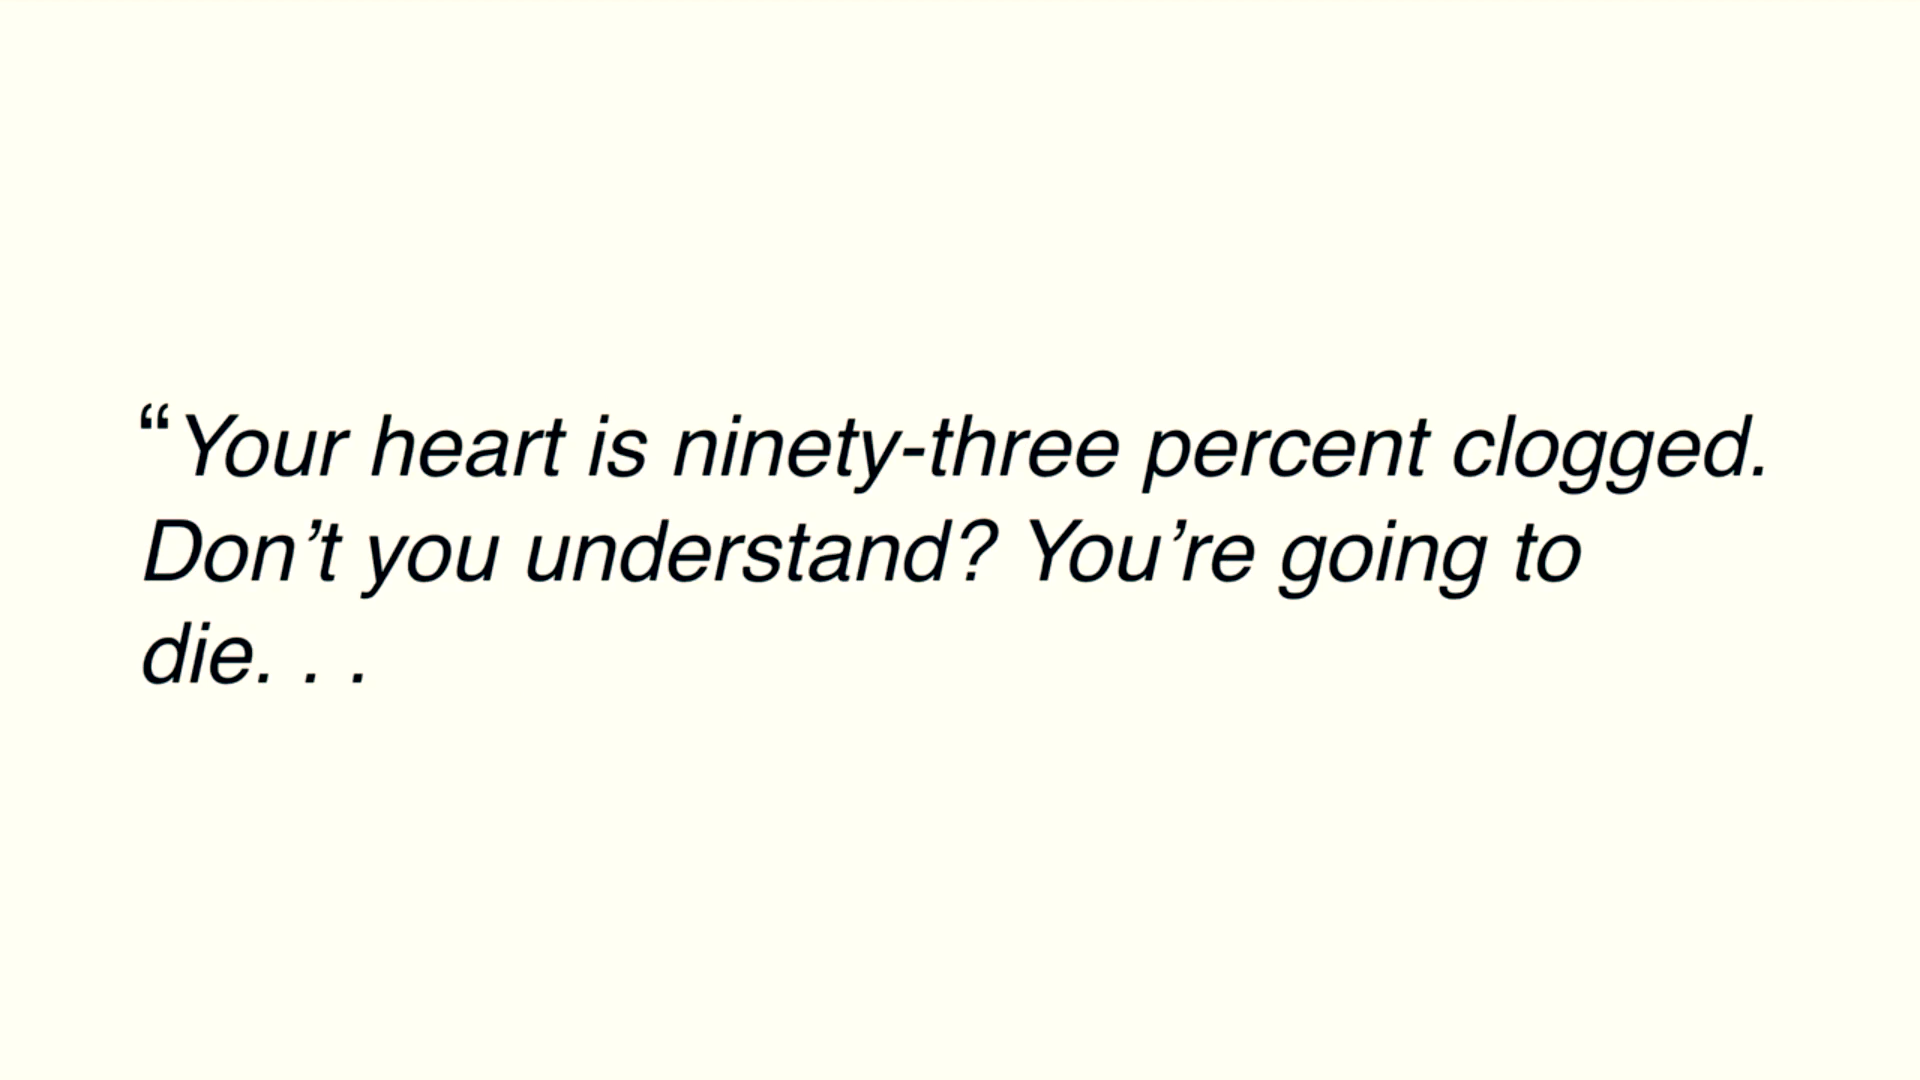 “Your heart is ninety-three percent clogged.
Don’t you understand? You’re going to
die. . .